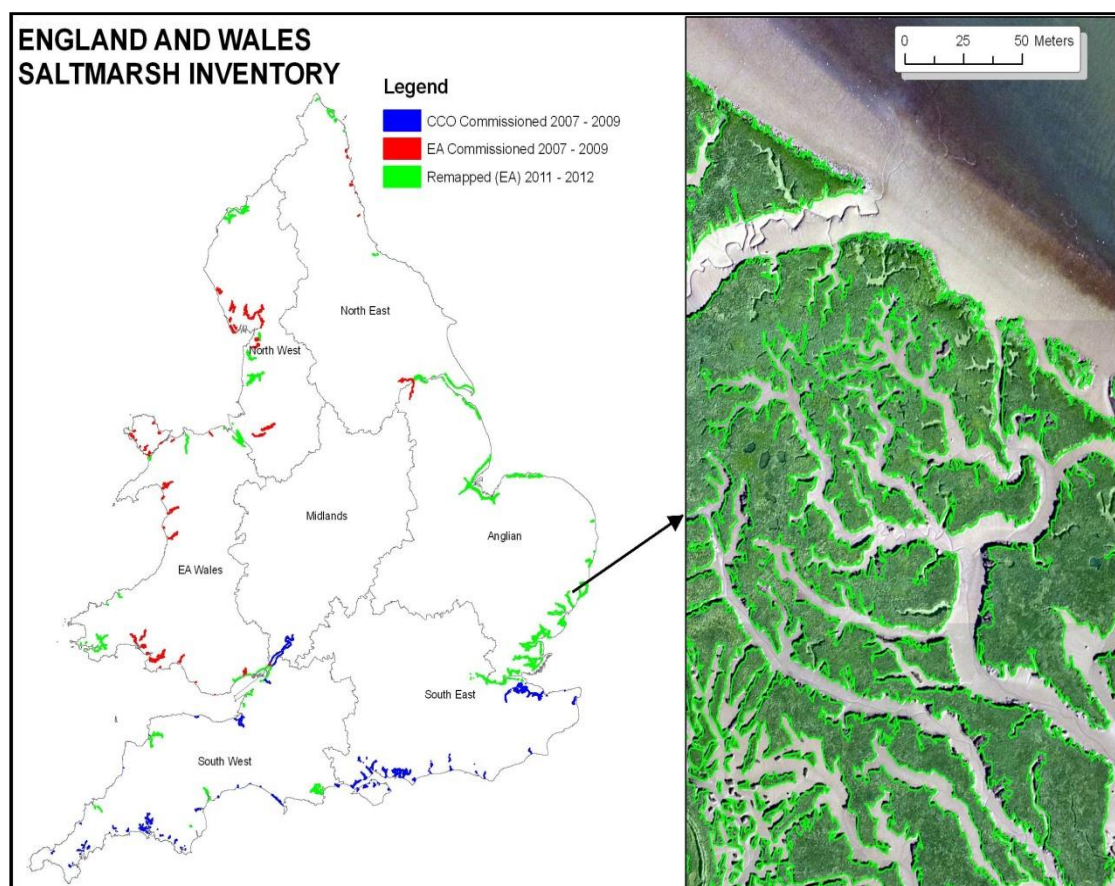 ENGLAND AND WALES
SALTMARSH INVENTORY
Legend
CCO Commissioned 2007 - 2009
EA Commissioned 2007 - 2009
Remapped (EA) 2011 - 2012
0 25 50 Meters
North East
North West
Midlands
Anglian
EA Wales
South East
South West